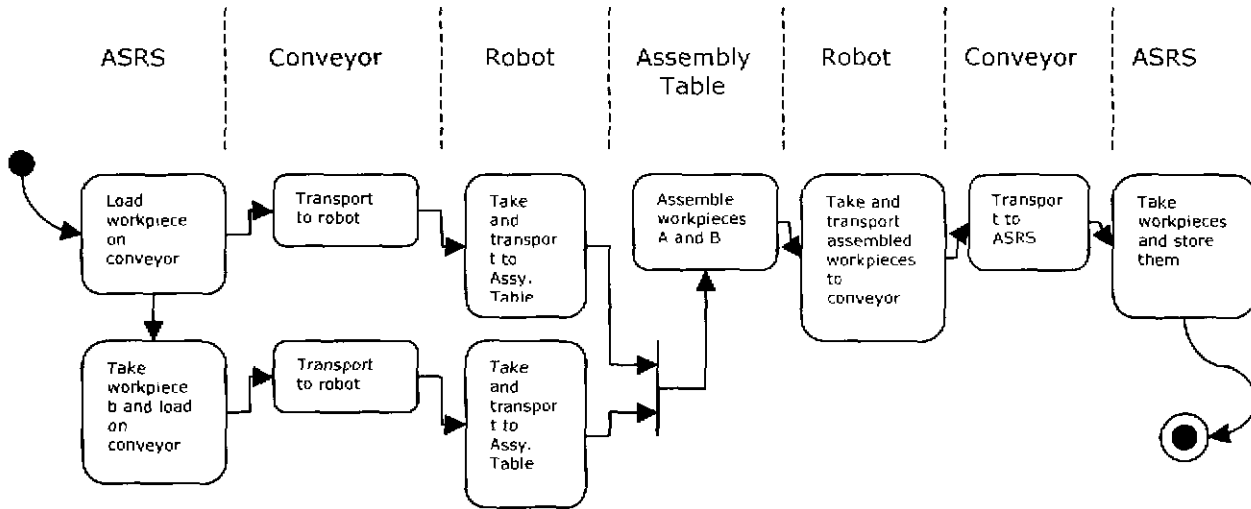 ASRS
Conveyor
Robot
Assembly
Table
Robot
Conveyor
ASRS
Load
workpiece
on
conveyor
Transport
to robot
Take
and
transpor
t to
Assy.
Table
Assemble
workpieces
A and B
Take and
transport
assembled
workpieces
to
conveyor
Transpor
t to
ASRS
Take
workpieces
and store
them
Take
workpiece
b and load
on
conveyor
Transport
to robot
Take
and
transpor
t to
Assy.
Table